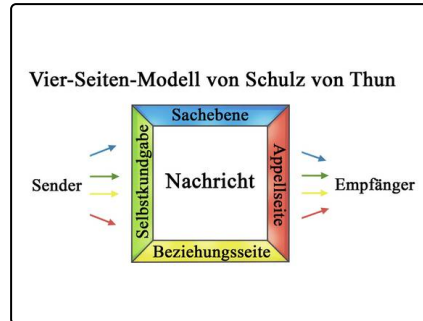 Vier-Seiten-Modell von Schulz von Thun
Sachebene
Selbstkundgabe
Appellseite
Sender
Nachricht
Empfänger
Beziehungsseite